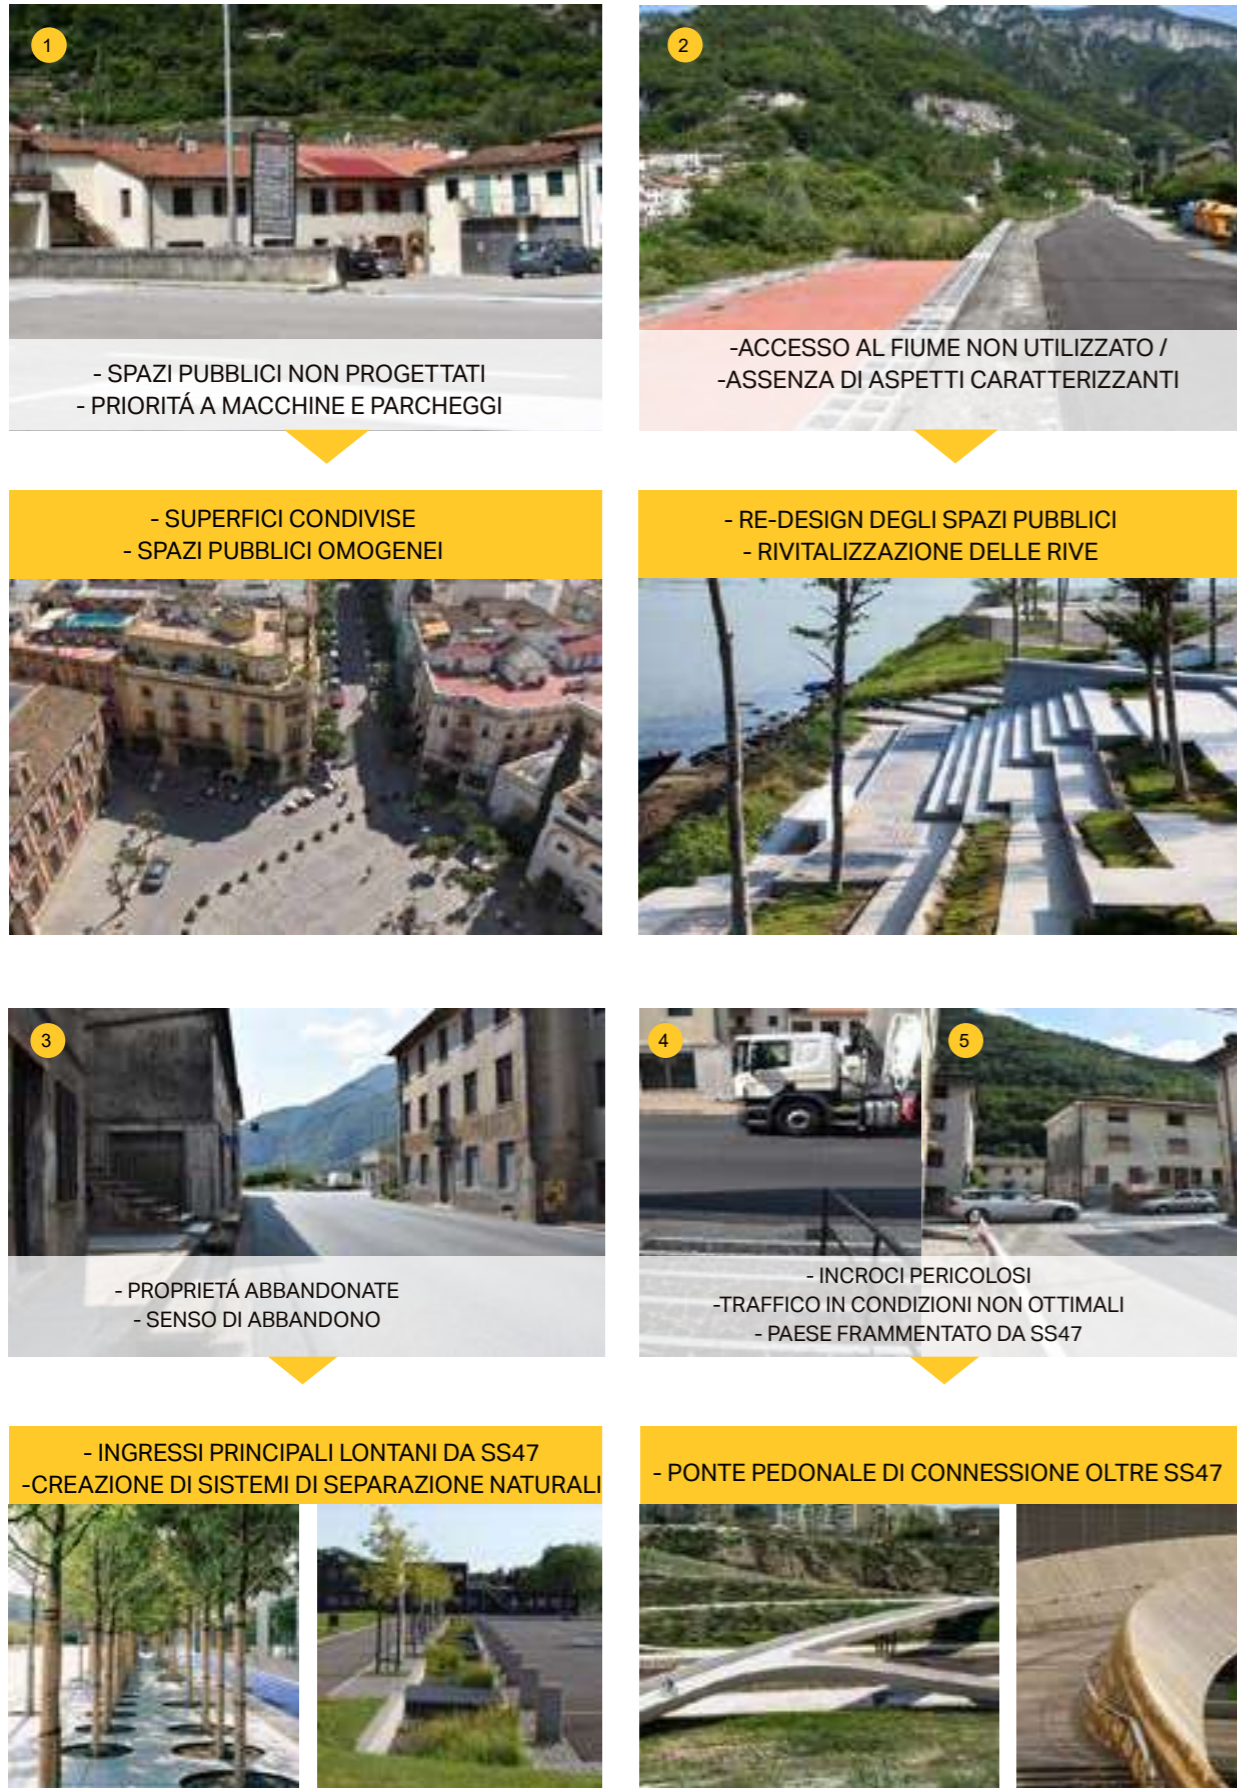 1
- SPAZI PUBBLICI NON PROGETTATI
- PRIORITÁ A MACCHINE E PARCHEGGI
2
-ACCESSO AL FIUME NON UTILIZZATO /
-ASSENZA DI ASPETTI CARATTERIZZANTI
- SUPERFICI CONDIVISE
- SPAZI PUBBLICI OMOGENEI
- RE-DESIGN DEGLI SPAZI PUBBLICI
- RIVITALIZZAZIONE DELLE RIVE
3
- PROPRIETÁ ABBANDONATE
- SENSO DI ABBANDONO
4
5
- INCROCI PERICOLOSI
-TRAFFICO IN CONDIZIONI NON OTTIMALI
- PAESE FRAMMENTATO DA SS47
- INGRESSI PRINCIPALI LONTANI DA SS47
-CREAZIONE DI SISTEMI DI SEPARAZIONE NATURALI
- PONTE PEDONALE DI CONNESSIONE OLTRE SS47